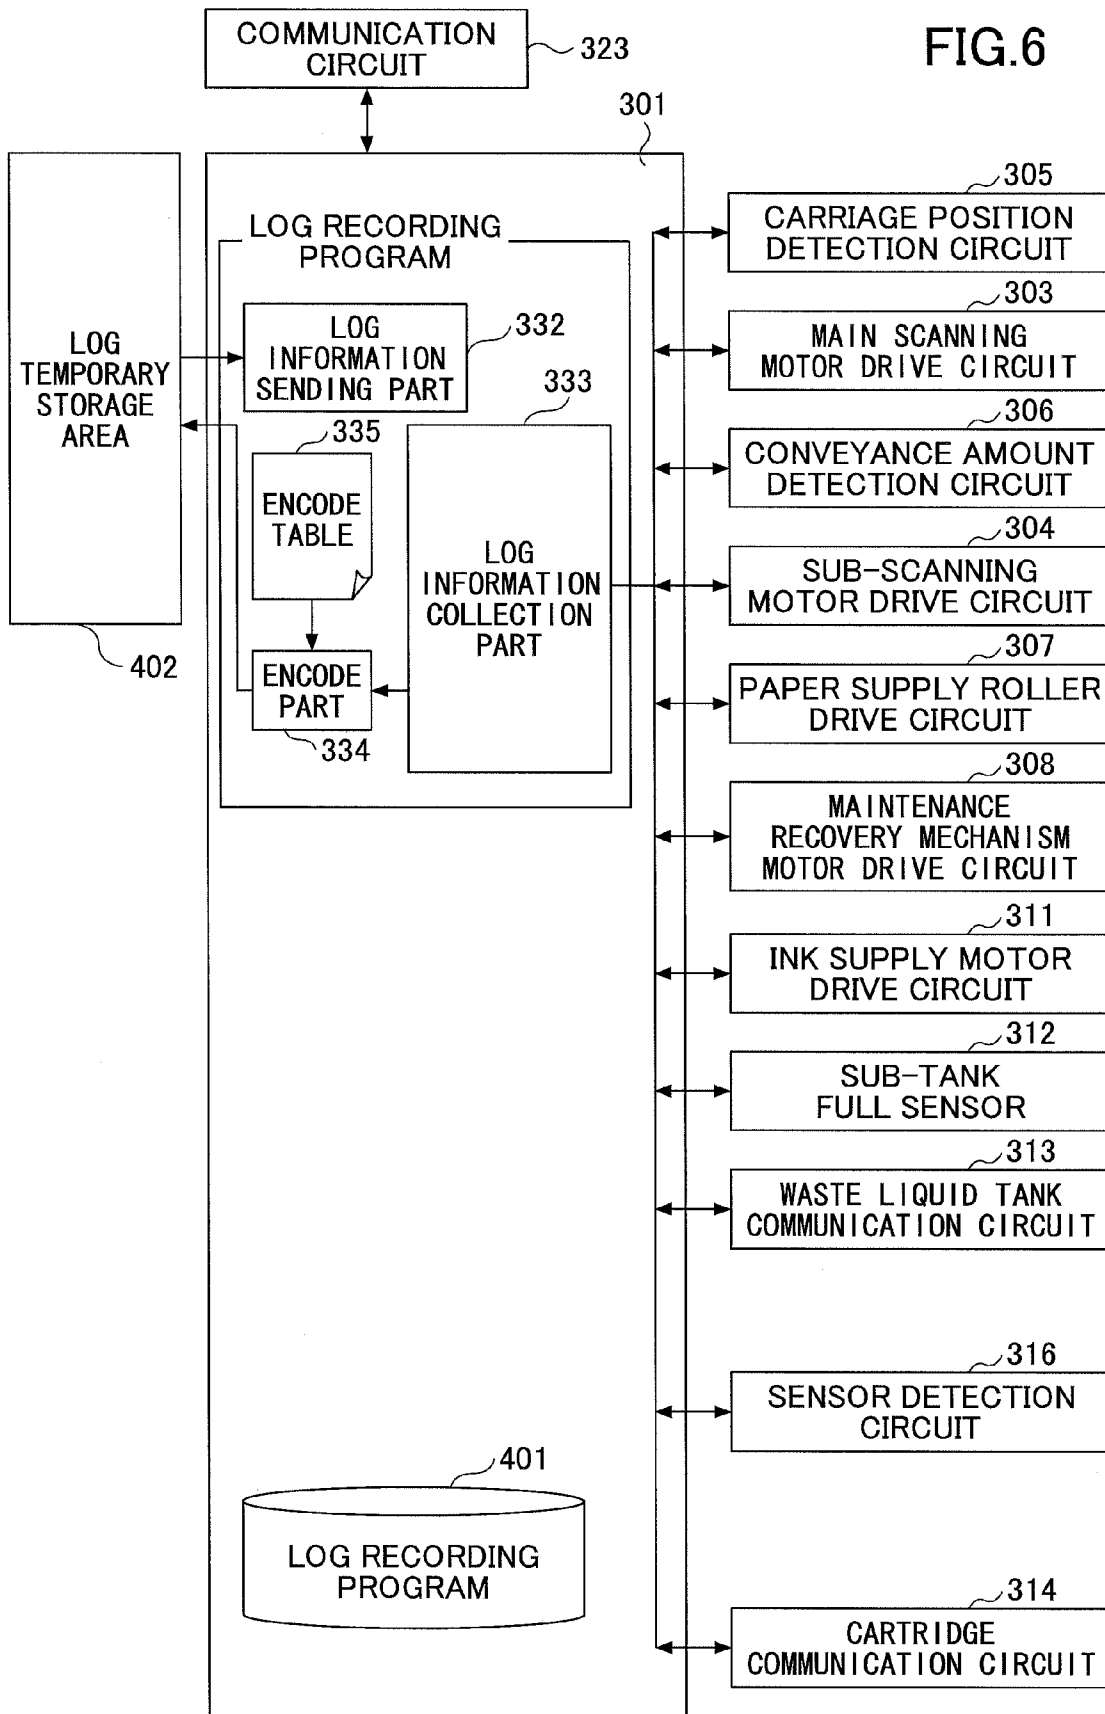 COMMUNICATION
CIRCUIT
323
FIG.6
301
305
CARRIAGE POSITION
DETECTION CIRCUIT
LOG RECORDING
PROGRAM
303
MAIN SCANNING
MOTOR DRIVE CIRCUIT
LOG
TEMPORARY
STORAGE
AREA
402
LOG
INFORMATION
SENDING PART
332
333
306
CONVEYANCE AMOUNT
DETECTION CIRCUIT
335
ENCODE
TABLE
LOG
INFORMATION
COLLECTION
PART
304
SUB-SCANNING
MOTOR DRIVE CIRCUIT
ENCODE
PART
334
307
PAPER SUPPLY ROLLER
DRIVE CIRCUIT
308
MAINTENANCE
RECOVERY MECHANISM
MOTOR DRIVE CIRCUIT
311
INK SUPPLY MOTOR
DRIVE CIRCUIT
312
SUB-TANK
FULL SENSOR
313
WASTE LIQUID TANK
COMMUNICATION CIRCUIT
316
SENSOR DETECTION
CIRCUIT
401
LOG RECORDING
PROGRAM
314
CARTRIDGE
COMMUNICATION CIRCUIT